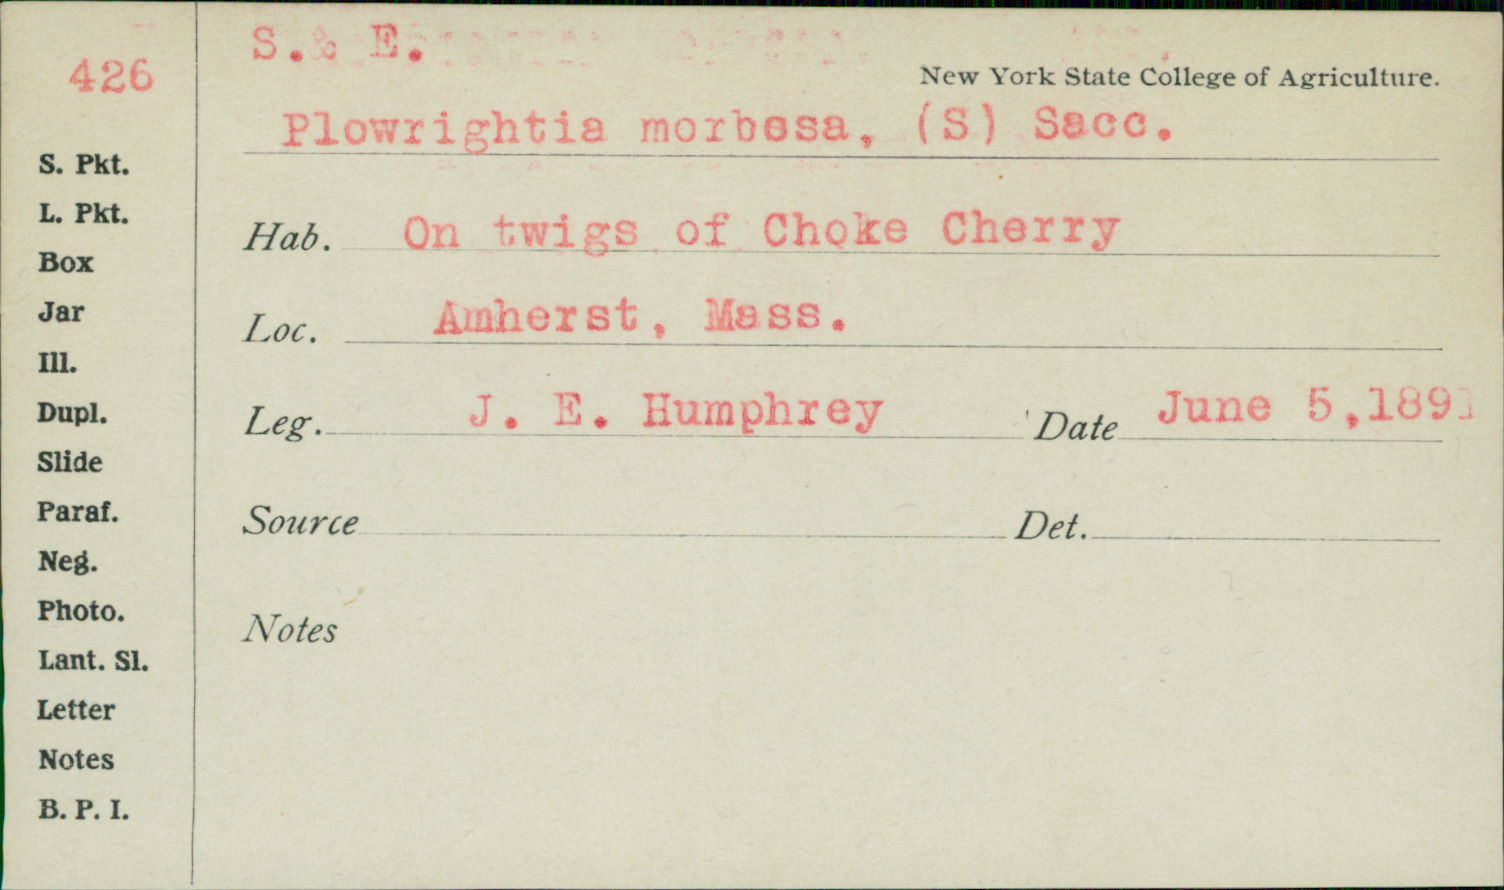 426
S. & E.
New York State College of Agriculture.
Plowrightia morbosa, (S) Sacc.
Hab. On twigs of Choke Cherry
Loc. Amherst, Mass.
Leg. J. E. Humphrey Date June 5,1891
Source Det.
Notes
S. Pkt.
L. Pkt.
Box
Jar
Ill.
Dupl.
Slide
Paraf.
Neg.
Photo.
Lant. Sl.
Letter
Notes
B. P. I.